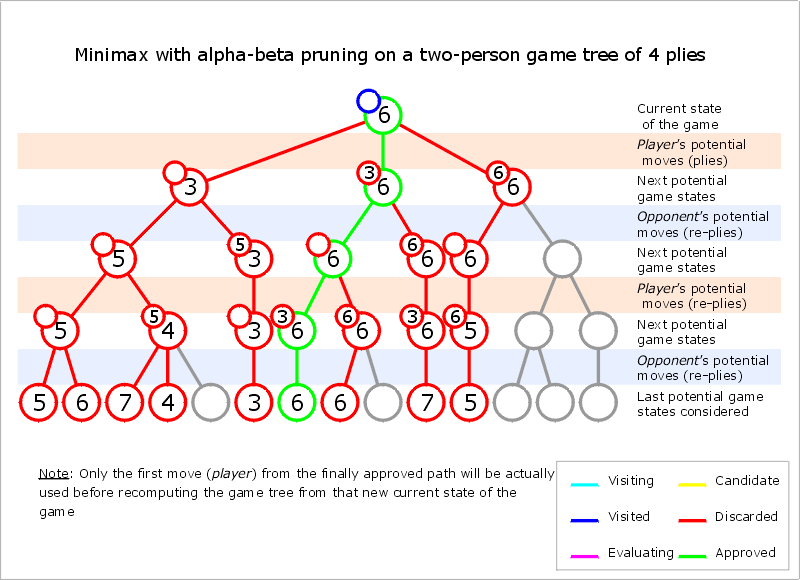 Minimax with alpha-beta pruning on a two-person game tree of 4 plies
6
Current state
of the game
Player's potential
moves (plies)
3
3 6
6 6
Next potential
game states
Opponent's potential
moves (re-plies)
5
5 3
6
6 6
6
Next potential
game states
Player's potential
moves (re-plies)
5
5 4
3
3 6
6 6
3 6
6 5
Next potential
game states
Opponent's potential
moves (re-plies)
5 6 7 4 3 6 6 7 5
Last potential game
states considered
Note: Only the first move (player) from the finally approved path will be actually
used before recomputing the game tree from that new current state of the
game
Visiting Candidate
Visited Discarded
Evaluating Approved